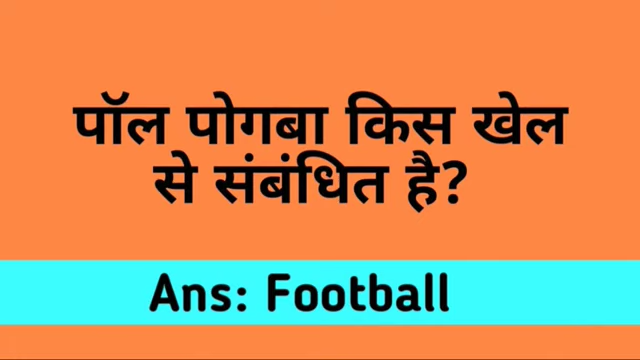 पॉल पोगबा किस खेल
से संबंधित है?
Ans: Football